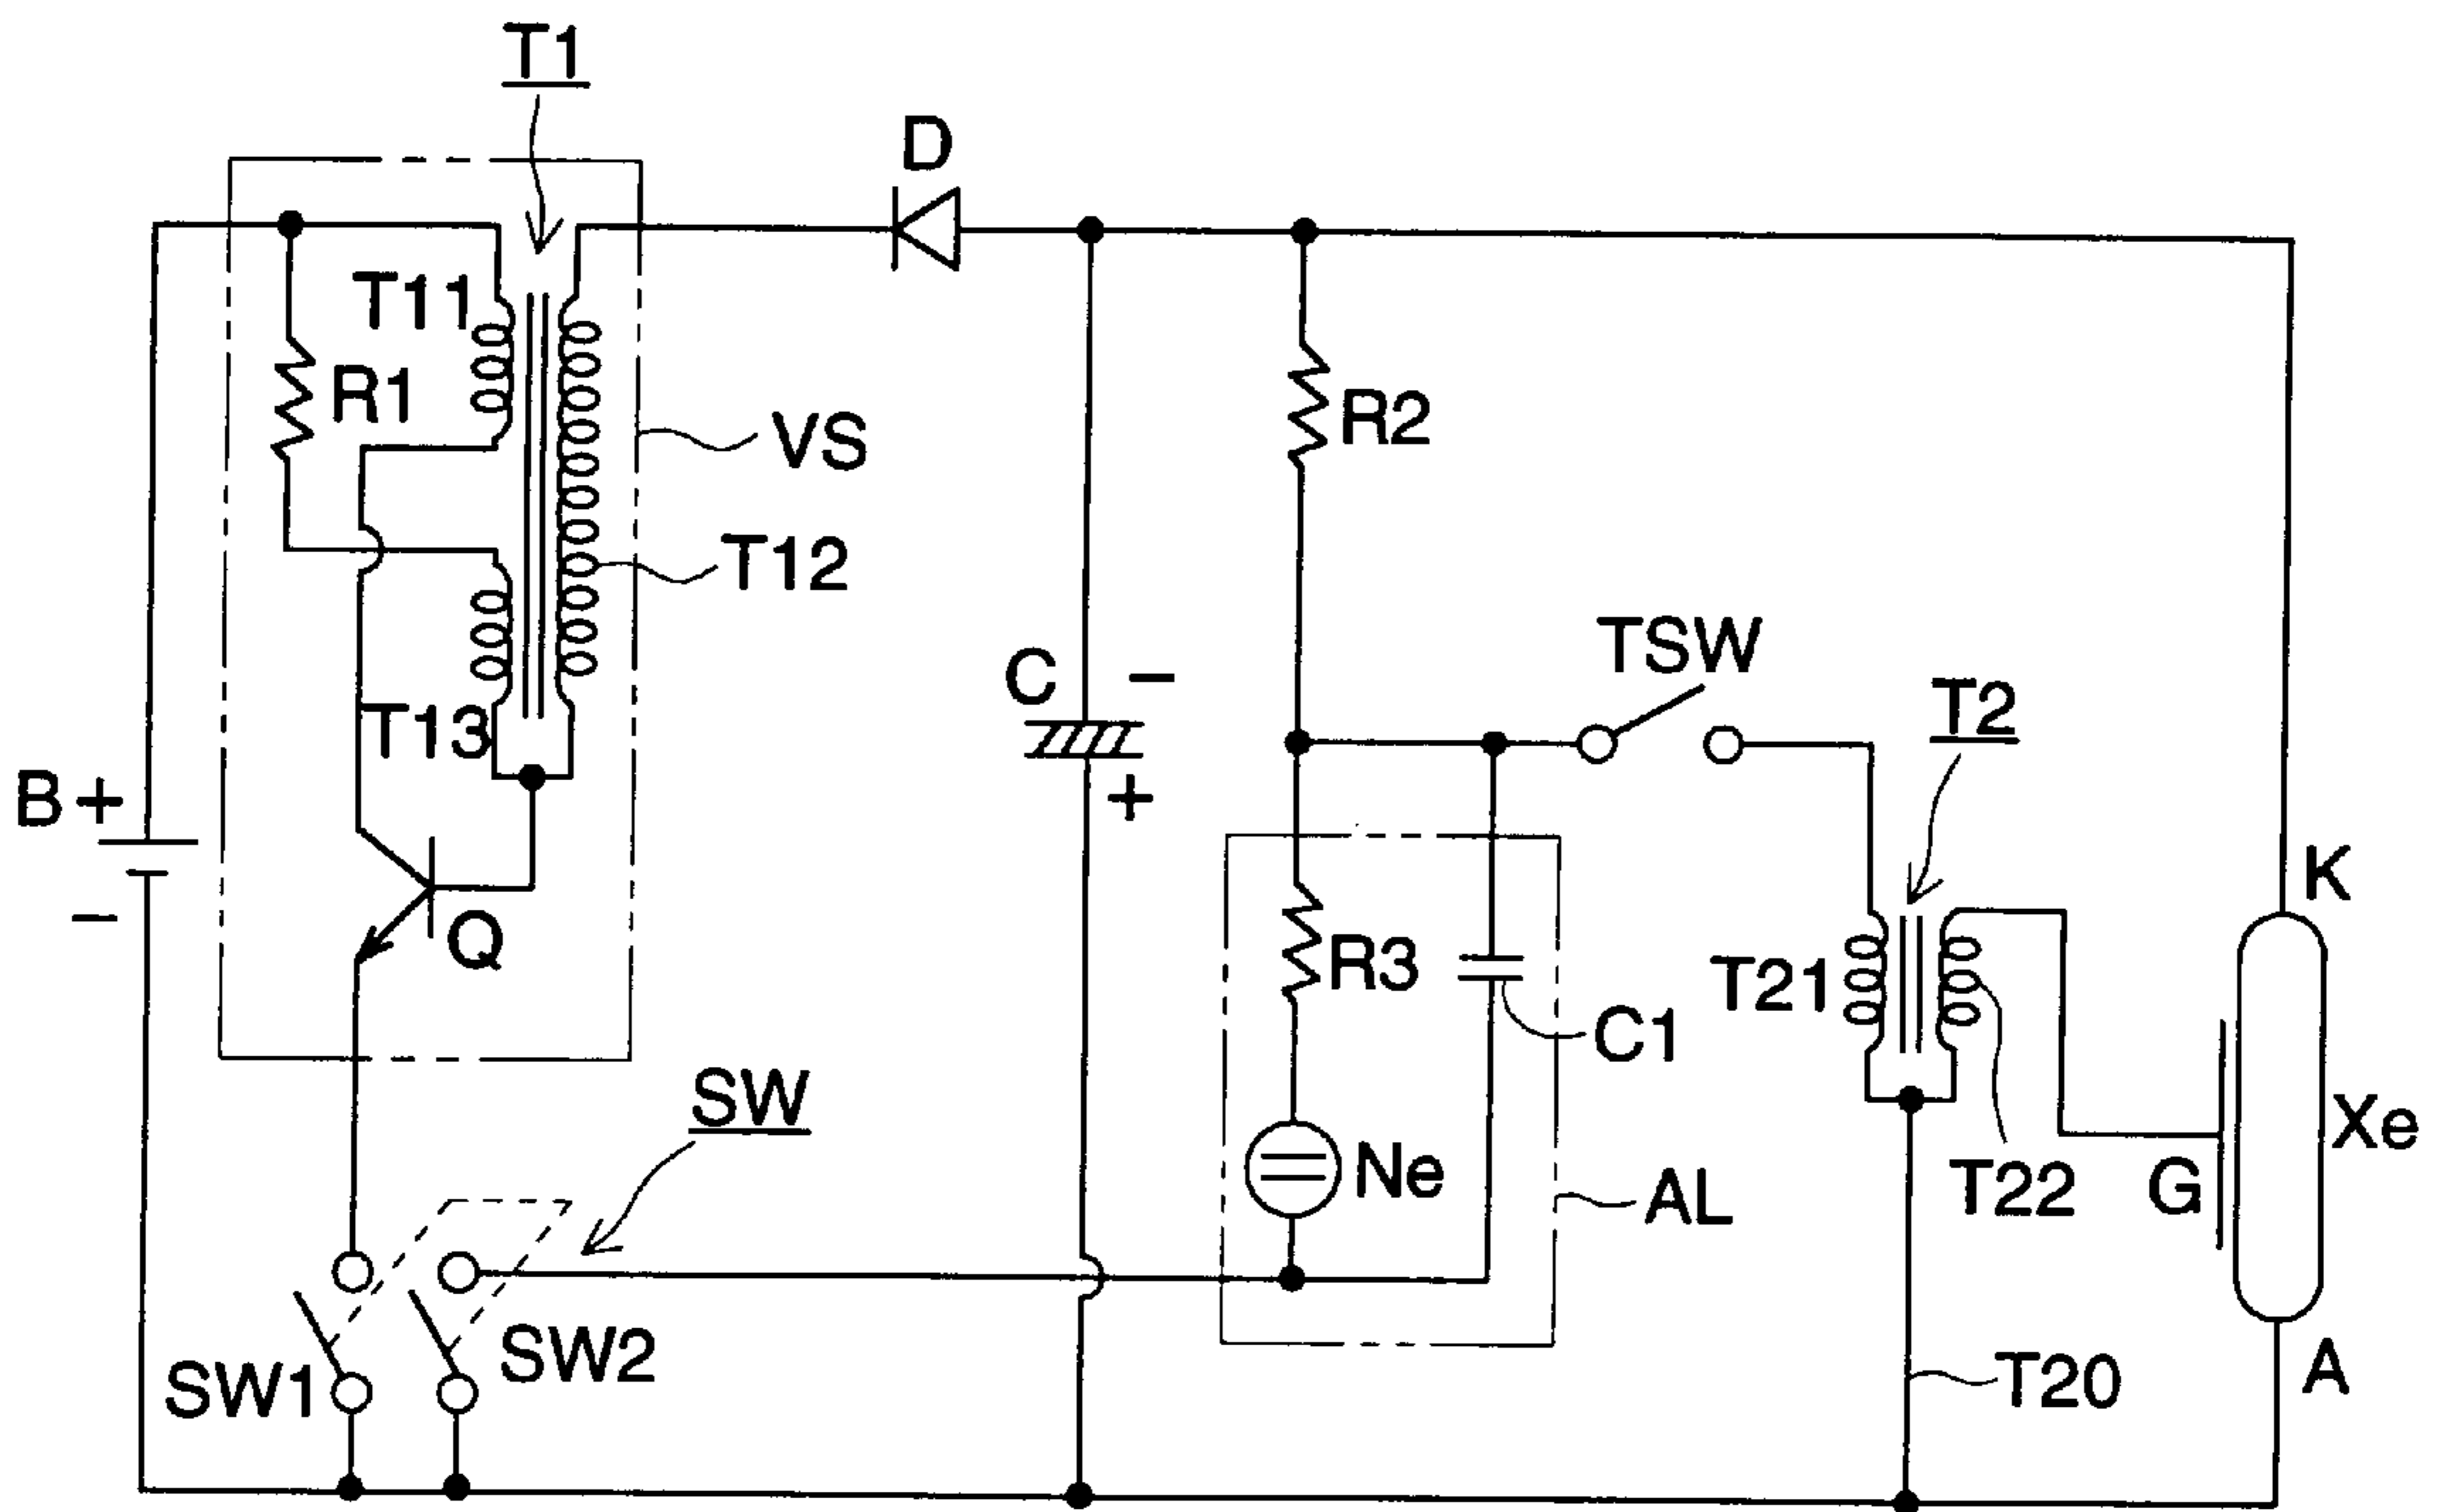 T1
D
T11
R1
VS
R2
T12
TSW
C −
T2
T13
B +
+
K
−
Q
R3
T21
C1
SW
Xe
Ne
T22
G
AL
SW2
SW1
T20
A